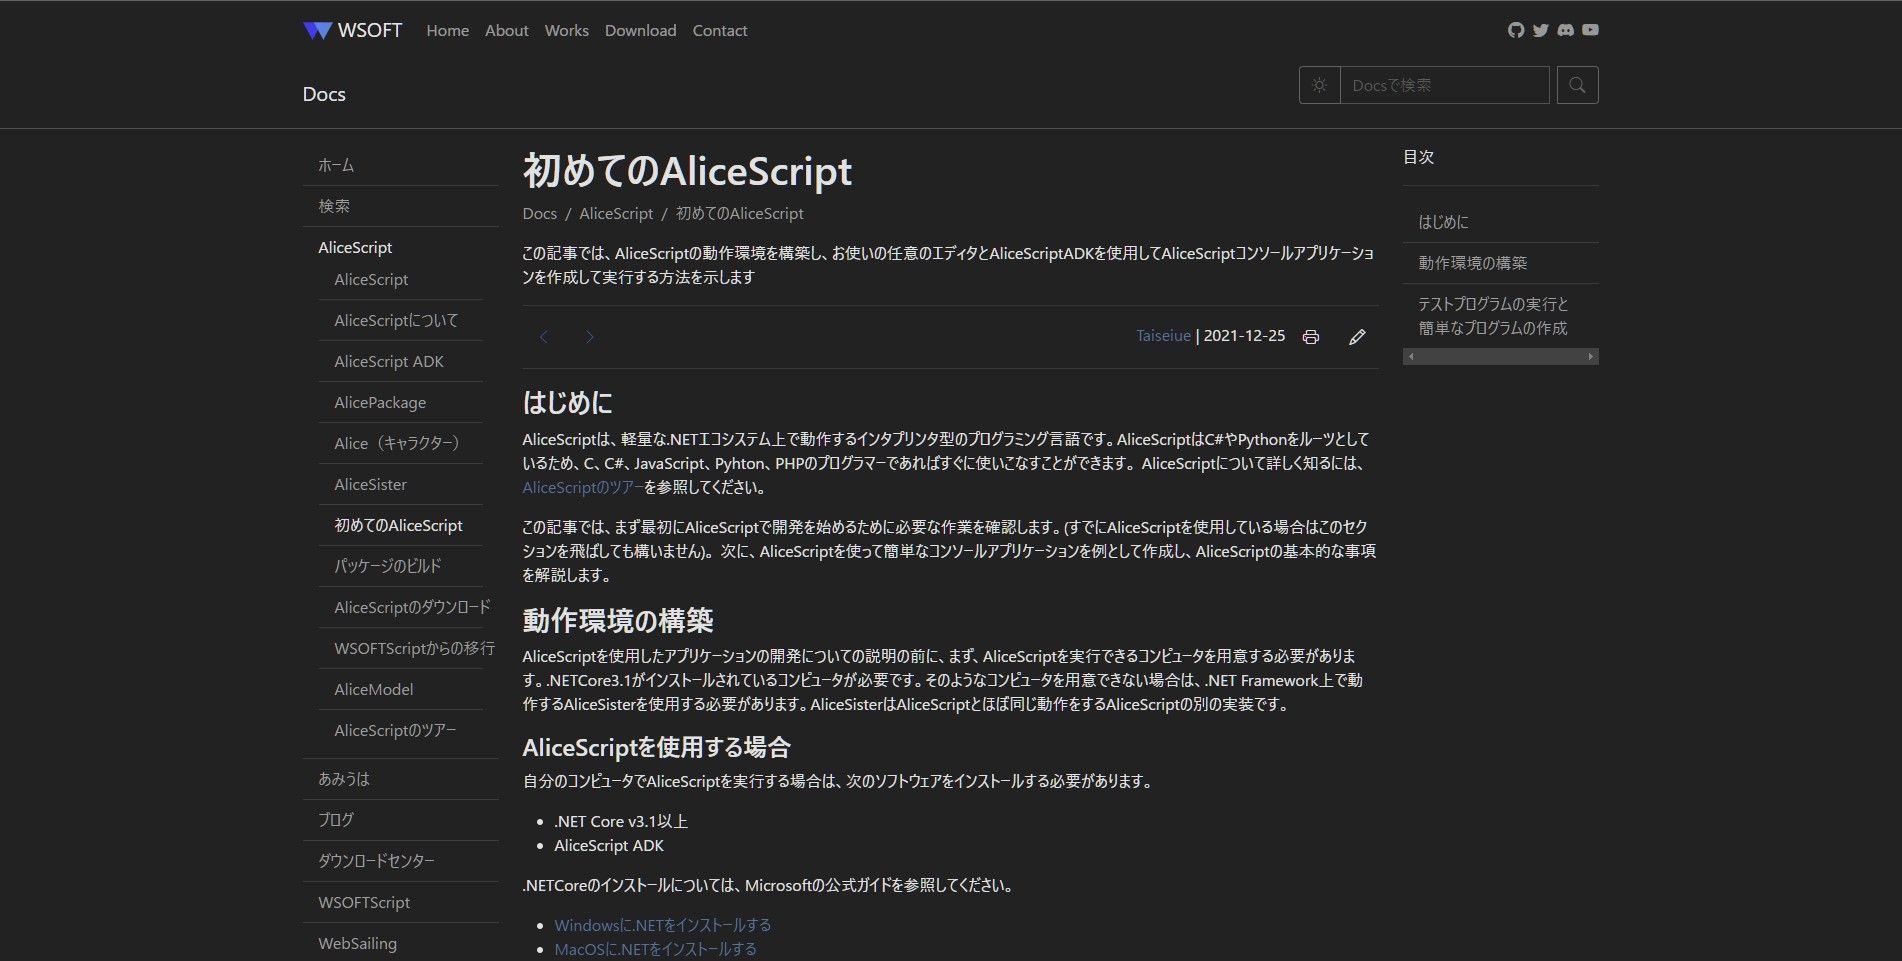 WSOFT Home About Works Download Contact
Docs
Docsで検索
ホーム
検索
AliceScript
AliceScript
AliceScriptについて
AliceScript ADK
AlicePackage
Alice（キャラクター）
AliceSister
初めてのAliceScript
パッケージのビルド
AliceScriptのダウンロード
WSOFTScriptからの移行
AliceModel
AliceScriptのツアー
あみうは
ブログ
ダウンロードセンター
WSOFTScript
WebSailing
初めてのAliceScript
Docs / AliceScript / 初めてのAliceScript
この記事では、AliceScriptの動作環境を構築し、お使いの任意のエディタとAliceScriptADKを使用してAliceScriptコンソールアプリケーショ
ンを作成して実行する方法を示します
Taiseiue | 2021-12-25
はじめに
AliceScriptは、軽量な.NETエコシステム上で動作するインタプリンタ型のプログラミング言語です。AliceScriptはC#やPythonをルーツとして
いるため、C、C#、JavaScript、Pyhton、PHPのプログラマーであればすぐに使いこなすことができます。 AliceScriptについて詳しく知るには、
AliceScriptのツアーを参照してください。
この記事では、まず最初にAliceScriptで開発を始めるために必要な作業を確認します。(すでにAliceScriptを使用している場合はこのセク
ションを飛ばしても構いません)。 次に、AliceScriptを使って簡単なコンソールアプリケーションを例として作成し、AliceScriptの基本的な事項
を解説します。
動作環境の構築
AliceScriptを使用したアプリケーションの開発についての説明の前に、まず、AliceScriptを実行できるコンピュータを用意する必要がありま
す。.NETCore3.1がインストールされているコンピュータが必要です。そのようなコンピュータを用意できない場合は、.NET Framework上で動
作するAliceSisterを使用する必要があります。AliceSisterはAliceScriptとほぼ同じ動作をするAliceScriptの別の実装です。
AliceScriptを使用する場合
自分のコンピュータでAliceScriptを実行する場合は、次のソフトウェアをインストールする必要があります。
.NET Core v3.1以上
AliceScript ADK
.NETCoreのインストールについては、Microsoftの公式ガイドを参照してください。
Windowsに.NETをインストールする
MacOSに.NETをインストールする
目次
はじめに
動作環境の構築
テストプログラムの実行と
簡単なプログラムの作成